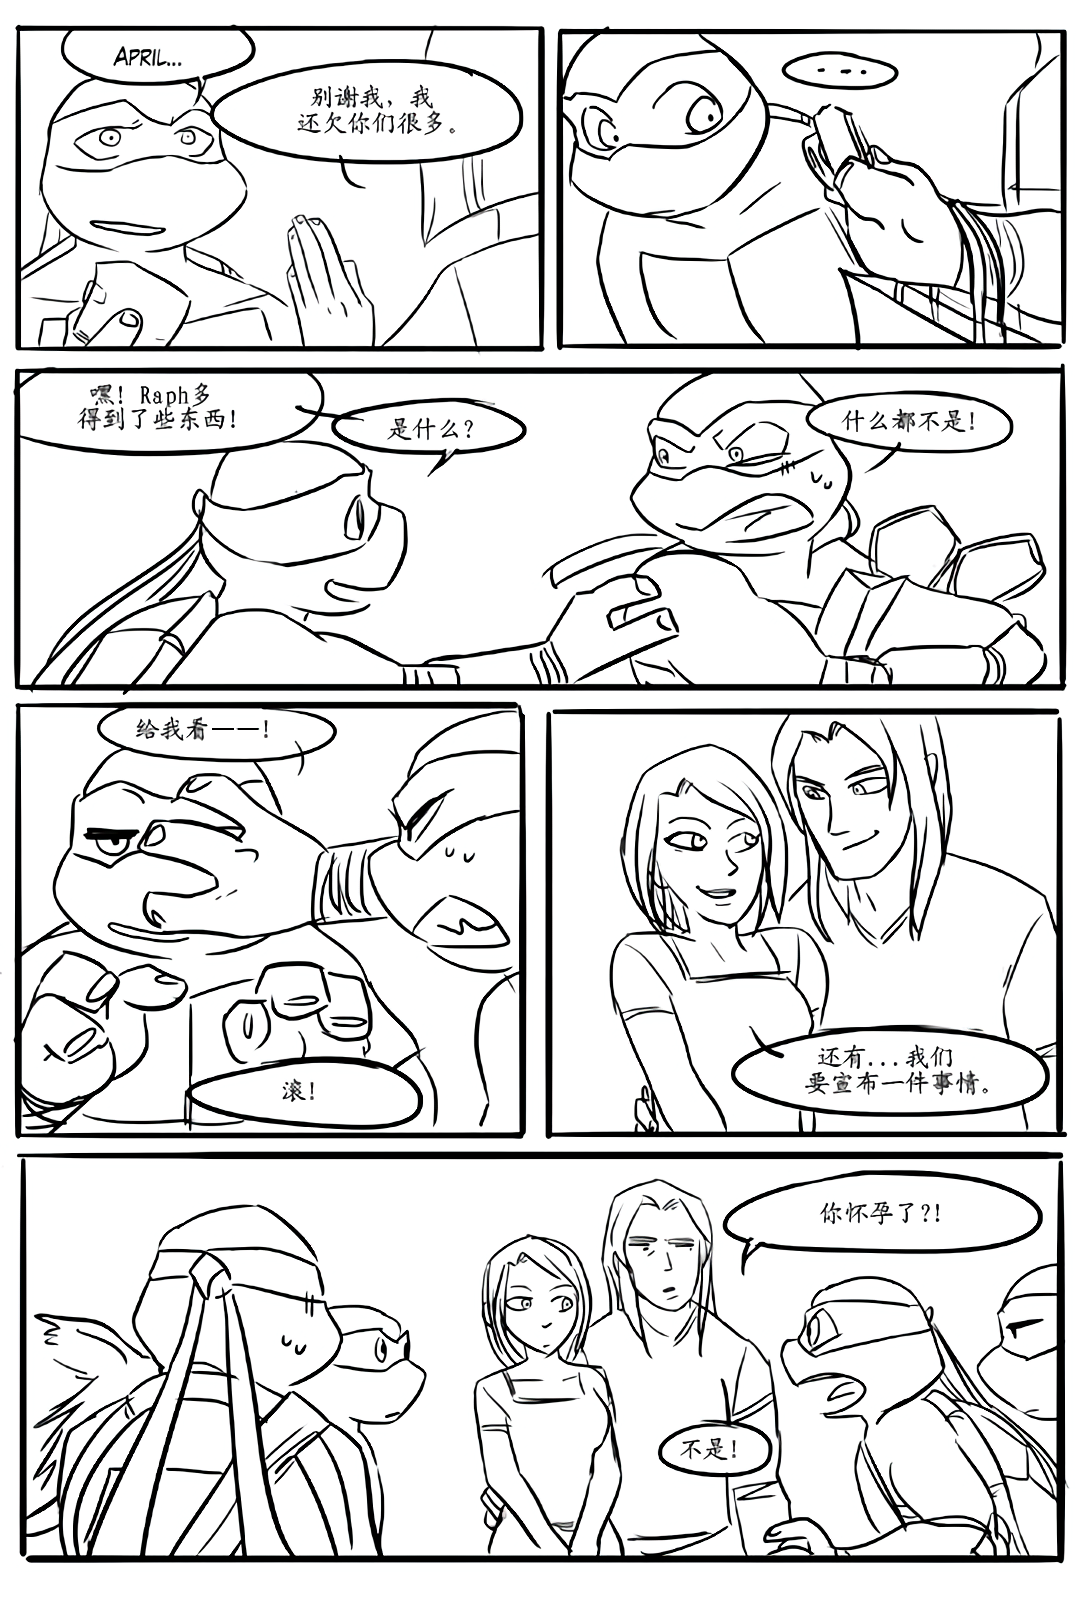 APRIL...
别谢我，我
还欠你们很多。
...
嘿！Raph多
得到了些东西！
是什么？
什么都不是！
给我看——！
滚！
还有...我们
要宣布一件事情。
你怀孕了?!
不是！